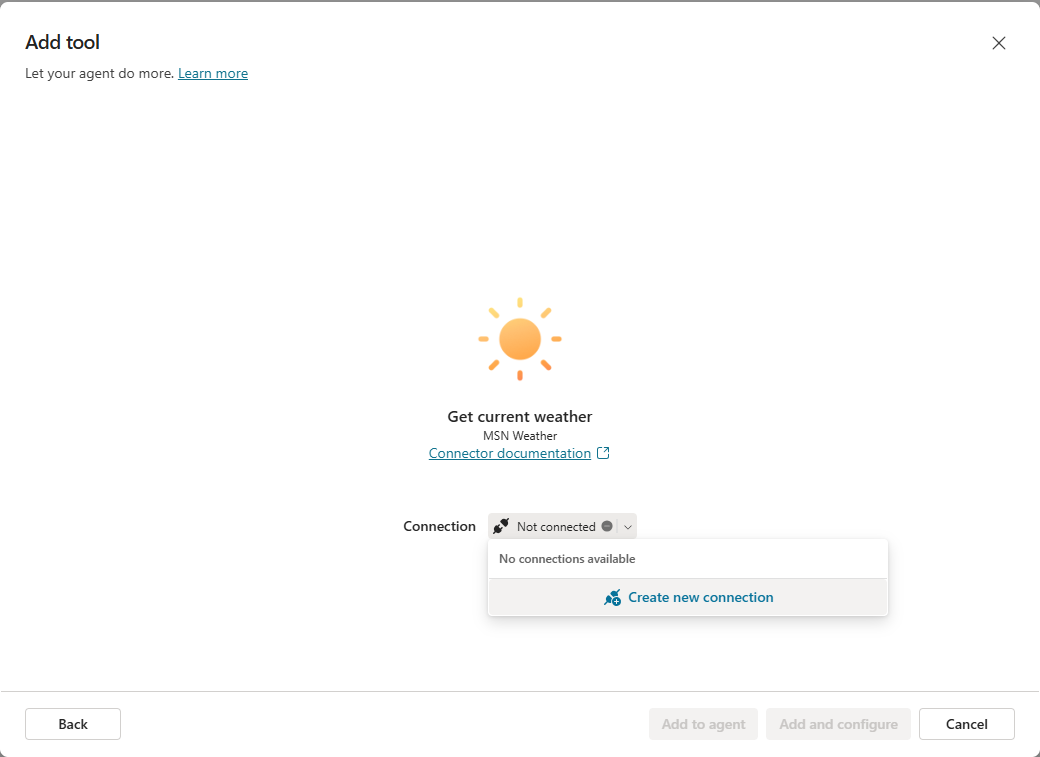 Add tool
Let your agent do more. Learn more
Get current weather
MSN Weather
Connector documentation
Connection Not connected
No connections available
Create new connection
Back Add to agent Add and configure Cancel